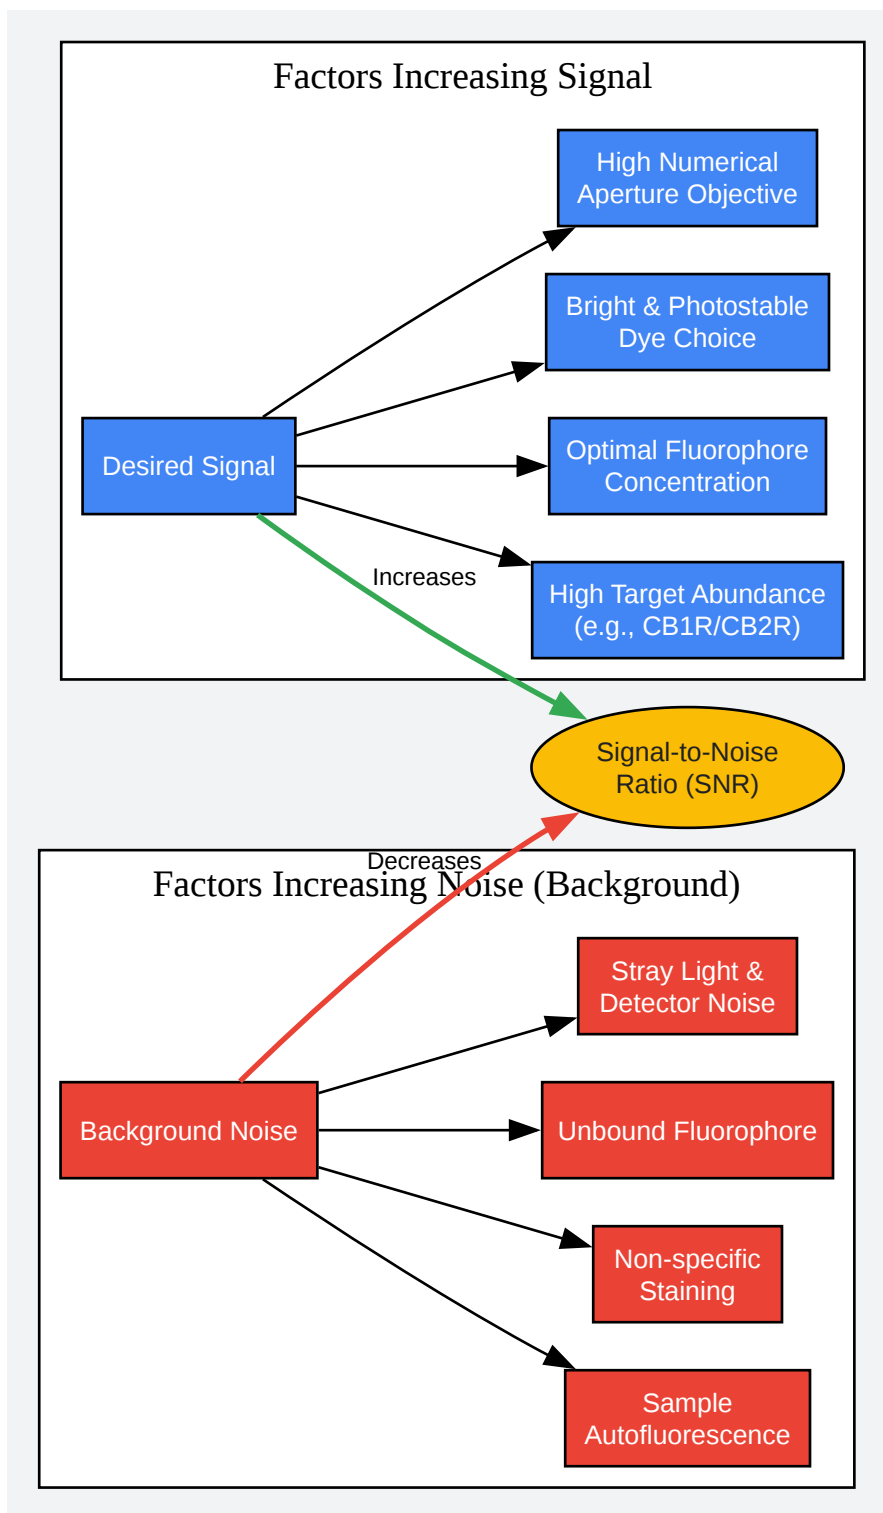 Factors Increasing Signal
High Numerical
Aperture Objective
Bright & Photostable
Dye Choice
Desired Signal
Optimal Fluorophore
Concentration
Increases
High Target Abundance
(e.g., CB1R/CB2R)
Signal-to-Noise
Ratio (SNR)
Decreases
Factors Increasing Noise (Background)
Stray Light &
Detector Noise
Background Noise
Unbound Fluorophore
Non-specific
Staining
Sample
Autofluorescence